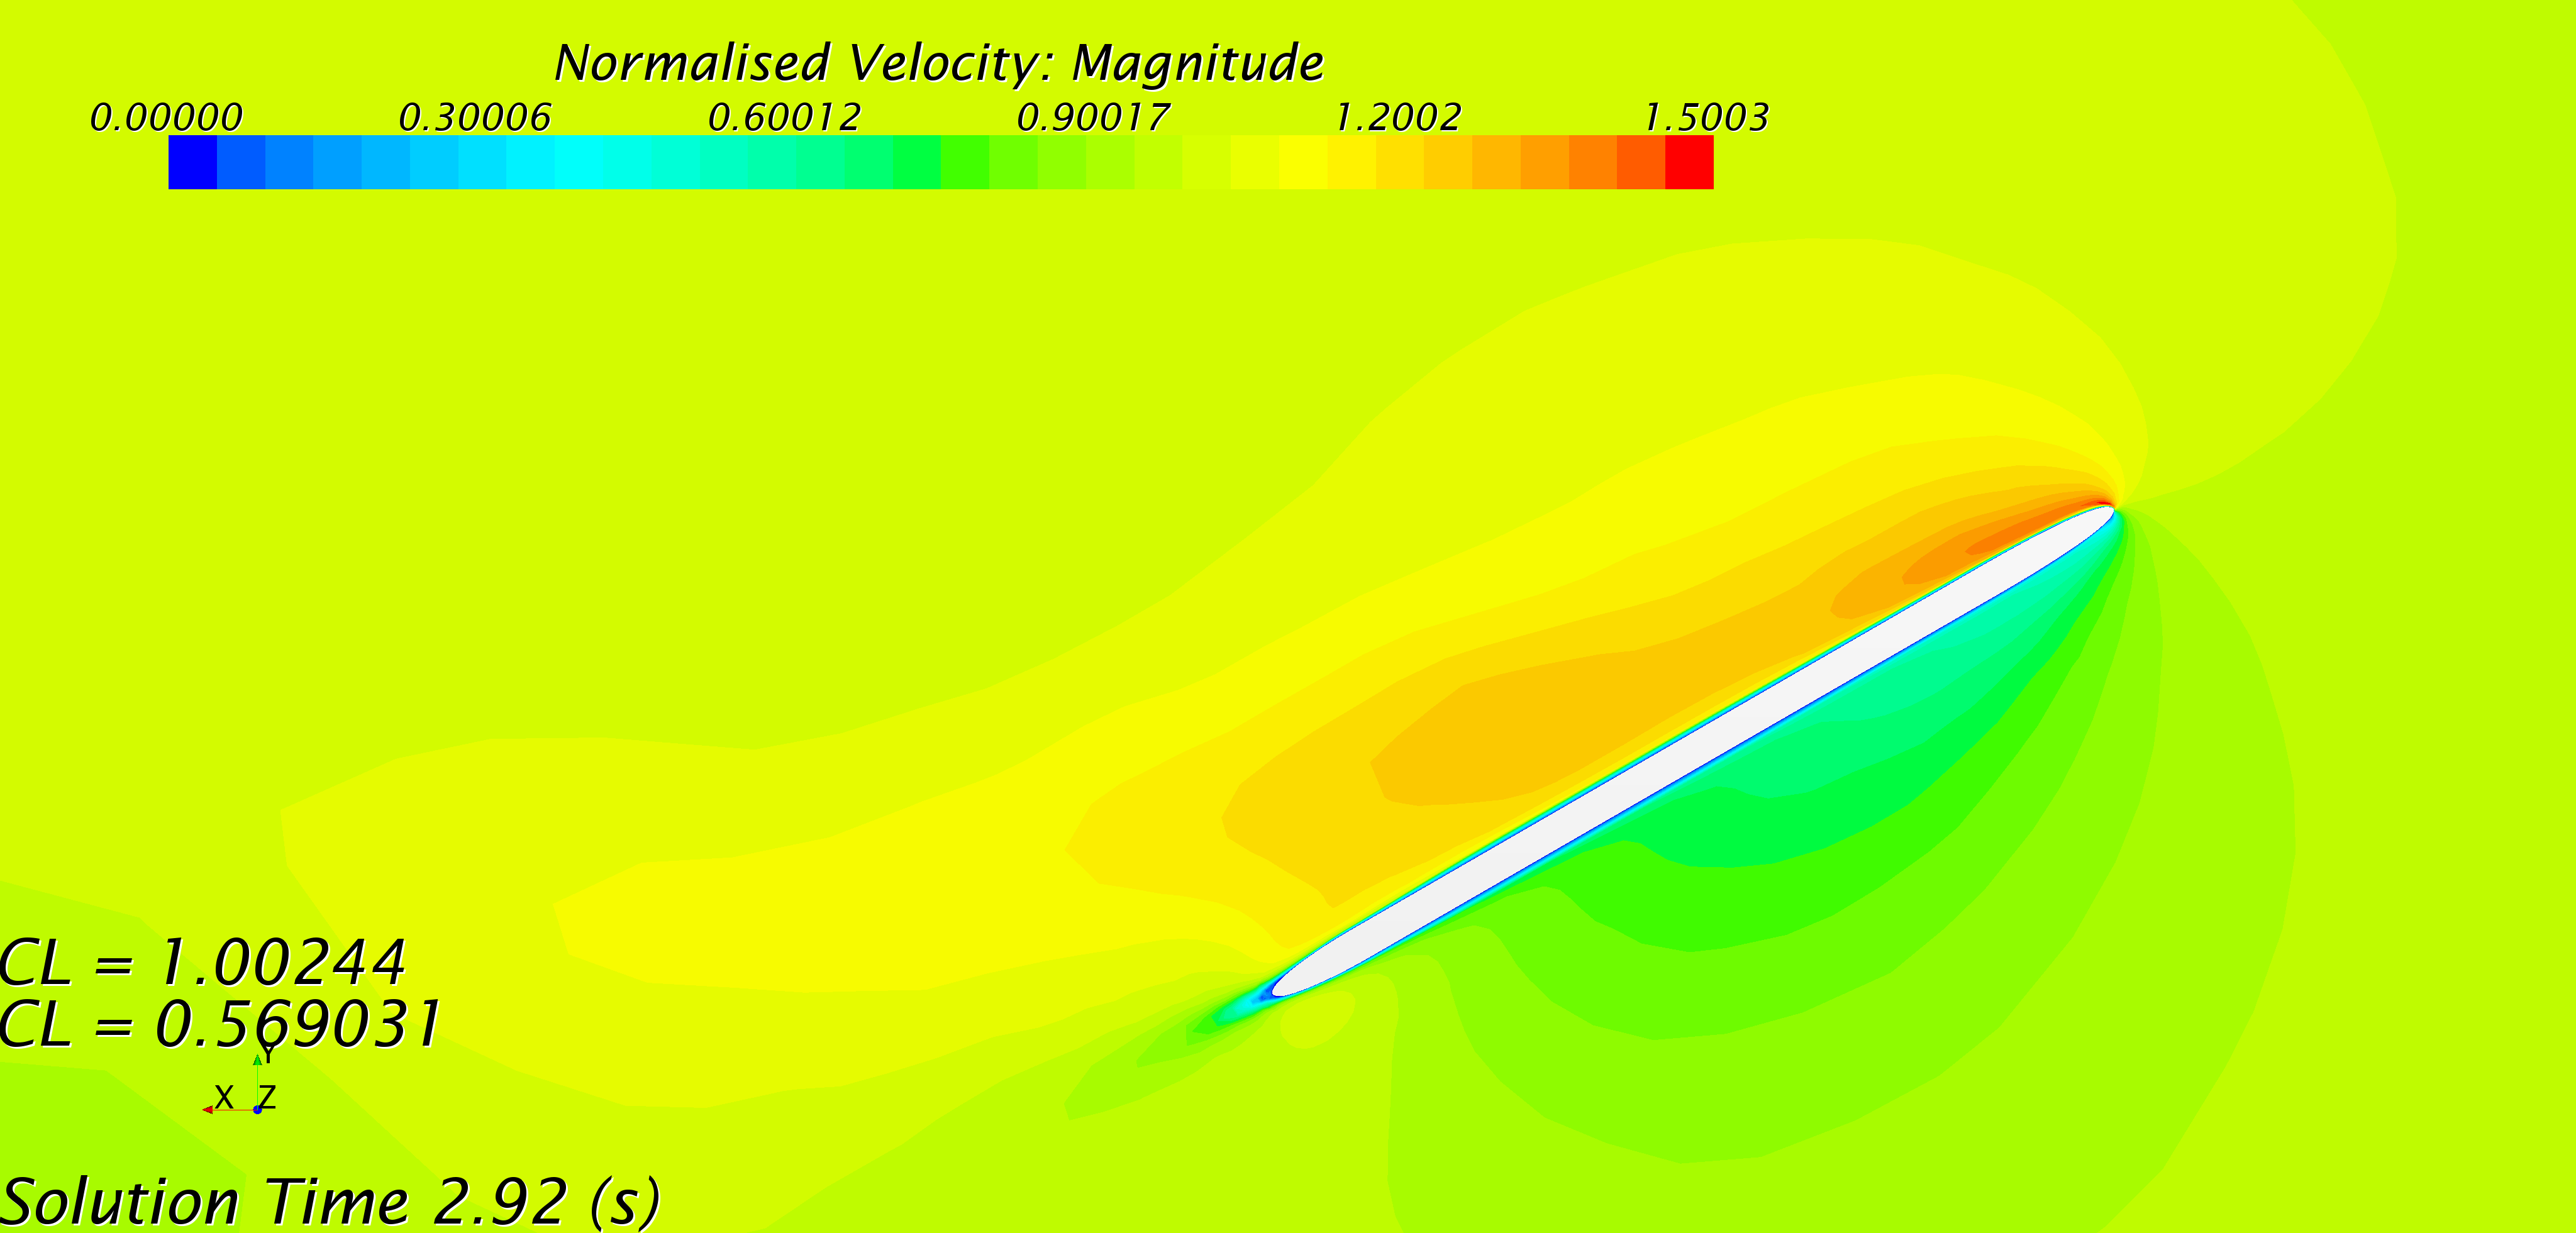 Normalised Velocity: Magnitude
0.00000 0.30006 0.60012 0.90017 1.2002 1.5003
CL = 1.00244
CL = 0.569031
Y
X Z
Solution Time 2.92 (s)